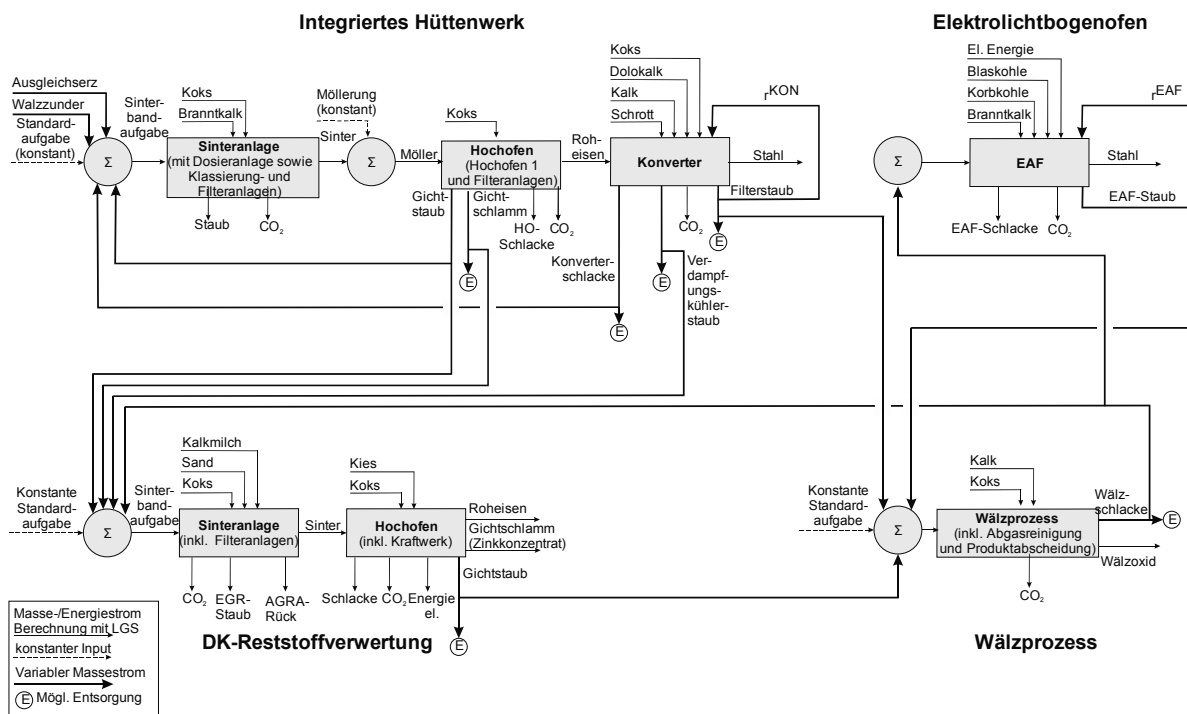 Integriertes Hüttenwerk
Elektrolichtbogenofen
Ausgleichserz
Walzzunder
Standard-
aufgabe
(konstant)
Σ
Sinter-
bandaufgabe
Koks
Branntkalk
Sinteranlage
(mit Dosieranlage sowie
Klassierung- und
Filteranlagen)
Staub
CO2
Möllerung
(konstant)
Sinter
Σ
Möller
Koks
Hochofen
(Hochofen 1
und Filteranlagen)
Gicht-
staub
Gicht-
schlamm
HO-
Schlacke
CO2
Roh-
eisen
Koks
Dolokalk
Kalk
Schrott
Konverter
rKON
Stahl
Filterstaub
CO2
Konverter-
schlacke
Ver-
dampf-
ungs-
kühler-
staub
E
E
E
E
Σ
El. Energie
Blaskohle
Korbkohle
Branntkalk
EAF
rEAF
Stahl
EAF-Staub
EAF-Schlacke
CO2
Konstante
Standard-
aufgabe
Σ
Sinter-
bandaufgabe
Kalkmilch
Sand
Koks
Sinteranlage
(inkl. Filteranlagen)
CO2
EGR-
Staub
AGRA-
Rück
Sinter
Kies
Koks
Hochofen
(inkl. Kraftwerk)
Schlacke
CO2
Energie
el.
Roheisen
Gichtschlamm
(Zinkkonzentrat)
Gichtstaub
E
Konstante
Standard-
aufgabe
Σ
Kalk
Koks
Wälzprozess
(inkl. Abgasreinigung
und Produktabscheidung)
Wälz-
schlacke
E
Wälzoxid
CO2
DK-Reststoffverwertung
Wälzprozess
Masse-/Energiestrom
Berechnung mit LGS
konstanter Input
Variabler Massestrom
E Mögl. Entsorgung